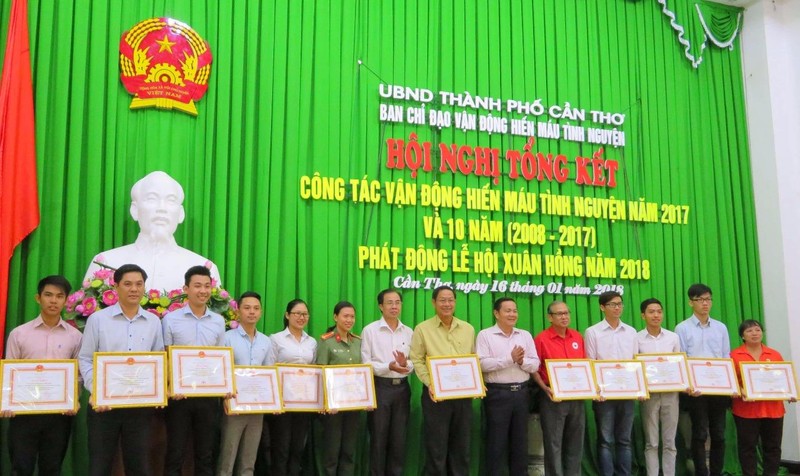 UBND THÀNH PHỐ CẦN THƠ
BAN CHỈ ĐẠO VẬN ĐỘNG HIẾN MÁU TÌNH NGUYỆN
HỘI NGHỊ TỔNG KẾT
CÔNG TÁC VẬN ĐỘNG HIẾN MÁU TÌNH NGUYỆN NĂM 2017
VÀ 10 NĂM (2008 - 2017)
PHÁT ĐỘNG LỄ HỘI XUÂN HỒNG NĂM 2018
Cần Thơ, ngày 16 tháng 01 năm 2018
VIỆT NAM